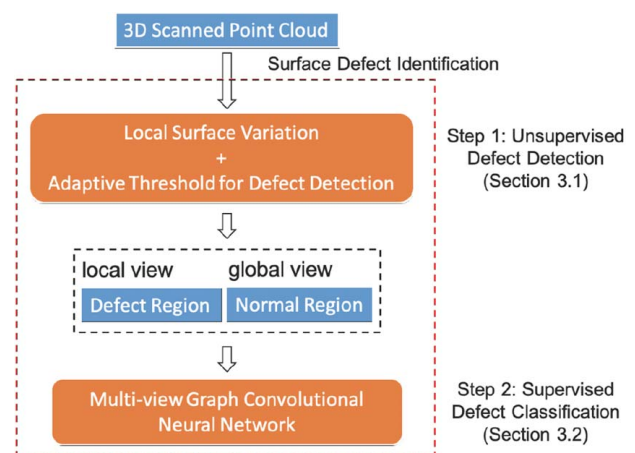 3D Scanned Point Cloud
Surface Defect Identification
Local Surface Variation
+
Adaptive Threshold for Defect Detection
Step 1: Unsupervised
Defect Detection
(Section 3.1)
local view global view
Defect Region Normal Region
Multi-view Graph Convolutional
Neural Network
Step 2: Supervised
Defect Classification
(Section 3.2)